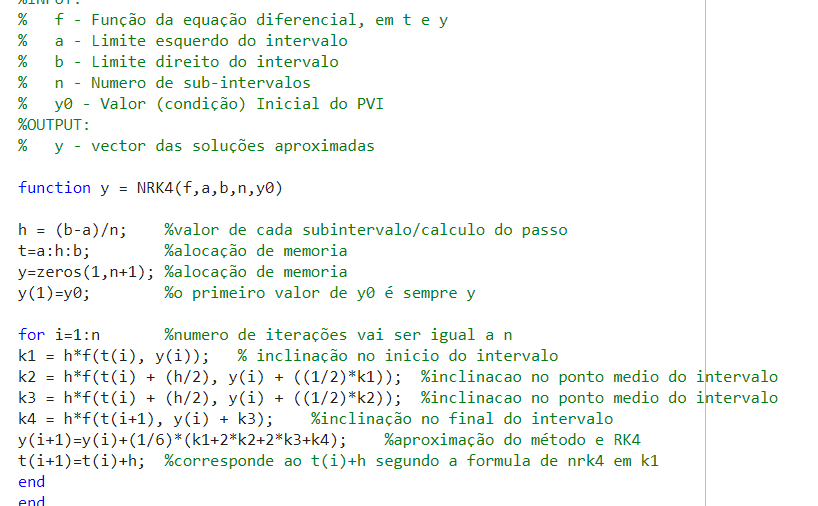 %INPUT:
%   f - Função da equação diferencial, em t e y
%   a - Limite esquerdo do intervalo
%   b - Limite direito do intervalo
%   n - Numero de sub-intervalos
%   y0 - Valor (condição) Inicial do PVI
%OUTPUT:
%   y - vector das soluções aproximadas
function y = NRK4(f,a,b,n,y0)
h = (b-a)/n;    %valor de cada subintervalo/calculo do passo
t=a:h:b;        %alocação de memoria
y=zeros(1,n+1); %alocação de memoria
y(1)=y0;        %o primeiro valor de y0 é sempre y
for i=1:n       %numero de iterações vai ser igual a n
k1 = h*f(t(i), y(i));   % inclinação no inicio do intervalo
k2 = h*f(t(i) + (h/2), y(i) + ((1/2)*k1));  %inclinacao no ponto medio do intervalo
k3 = h*f(t(i) + (h/2), y(i) + ((1/2)*k2));  %inclinacao no ponto medio do intervalo
k4 = h*f(t(i+1), y(i) + k3);    %inclinação no final do intervalo
y(i+1)=y(i)+(1/6)*(k1+2*k2+2*k3+k4);    %aproximação do método e RK4
t(i+1)=t(i)+h;  %corresponde ao t(i)+h segundo a formula de nrk4 em k1
end
end